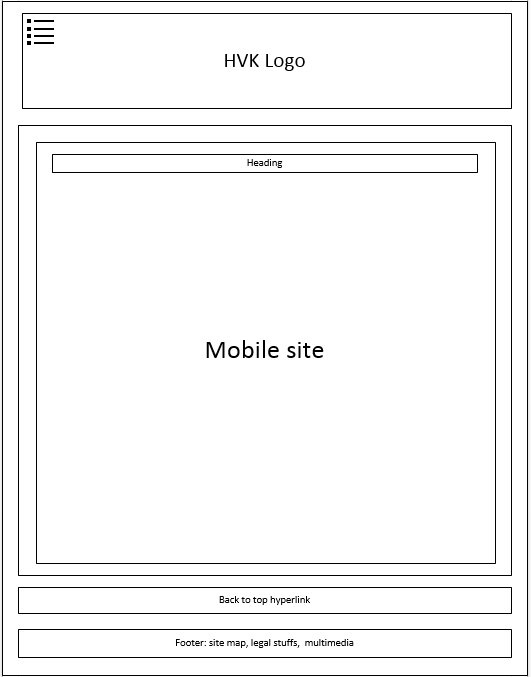 HVK Logo
Heading
Mobile site
Back to top hyperlink
Footer: site map, legal stuffs,  multimedia